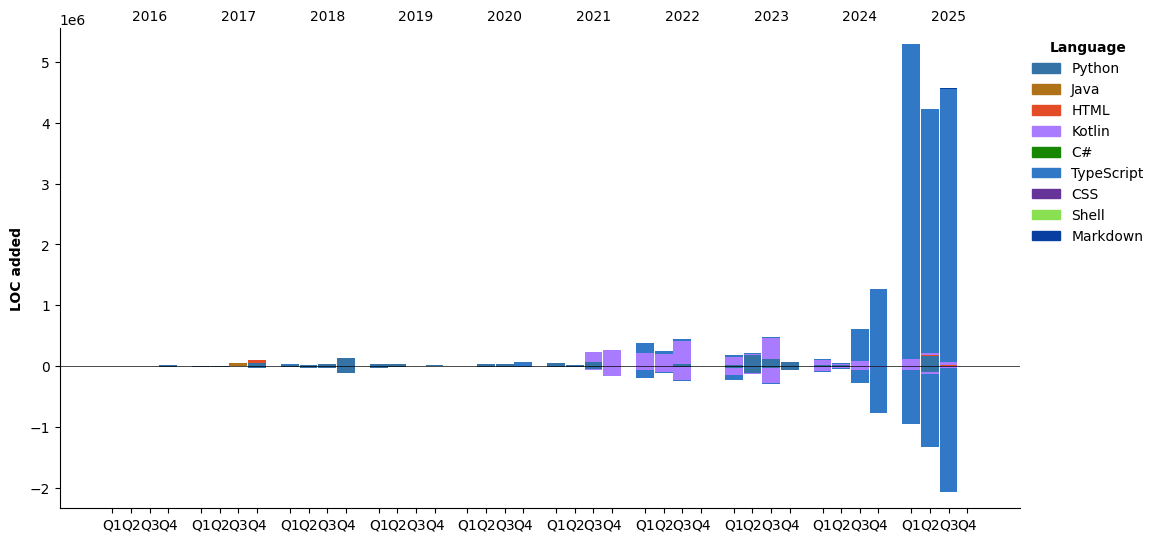 1e6
2016 2017 2018 2019 2020 2021 2022 2023 2024 2025
LOC added
5
4
3
2
1
0
−1
−2
Q1Q2Q3Q4 Q1Q2Q3Q4 Q1Q2Q3Q4 Q1Q2Q3Q4 Q1Q2Q3Q4 Q1Q2Q3Q4 Q1Q2Q3Q4 Q1Q2Q3Q4 Q1Q2Q3Q4 Q1Q2Q3Q4
Language
Python
Java
HTML
Kotlin
C#
TypeScript
CSS
Shell
Markdown